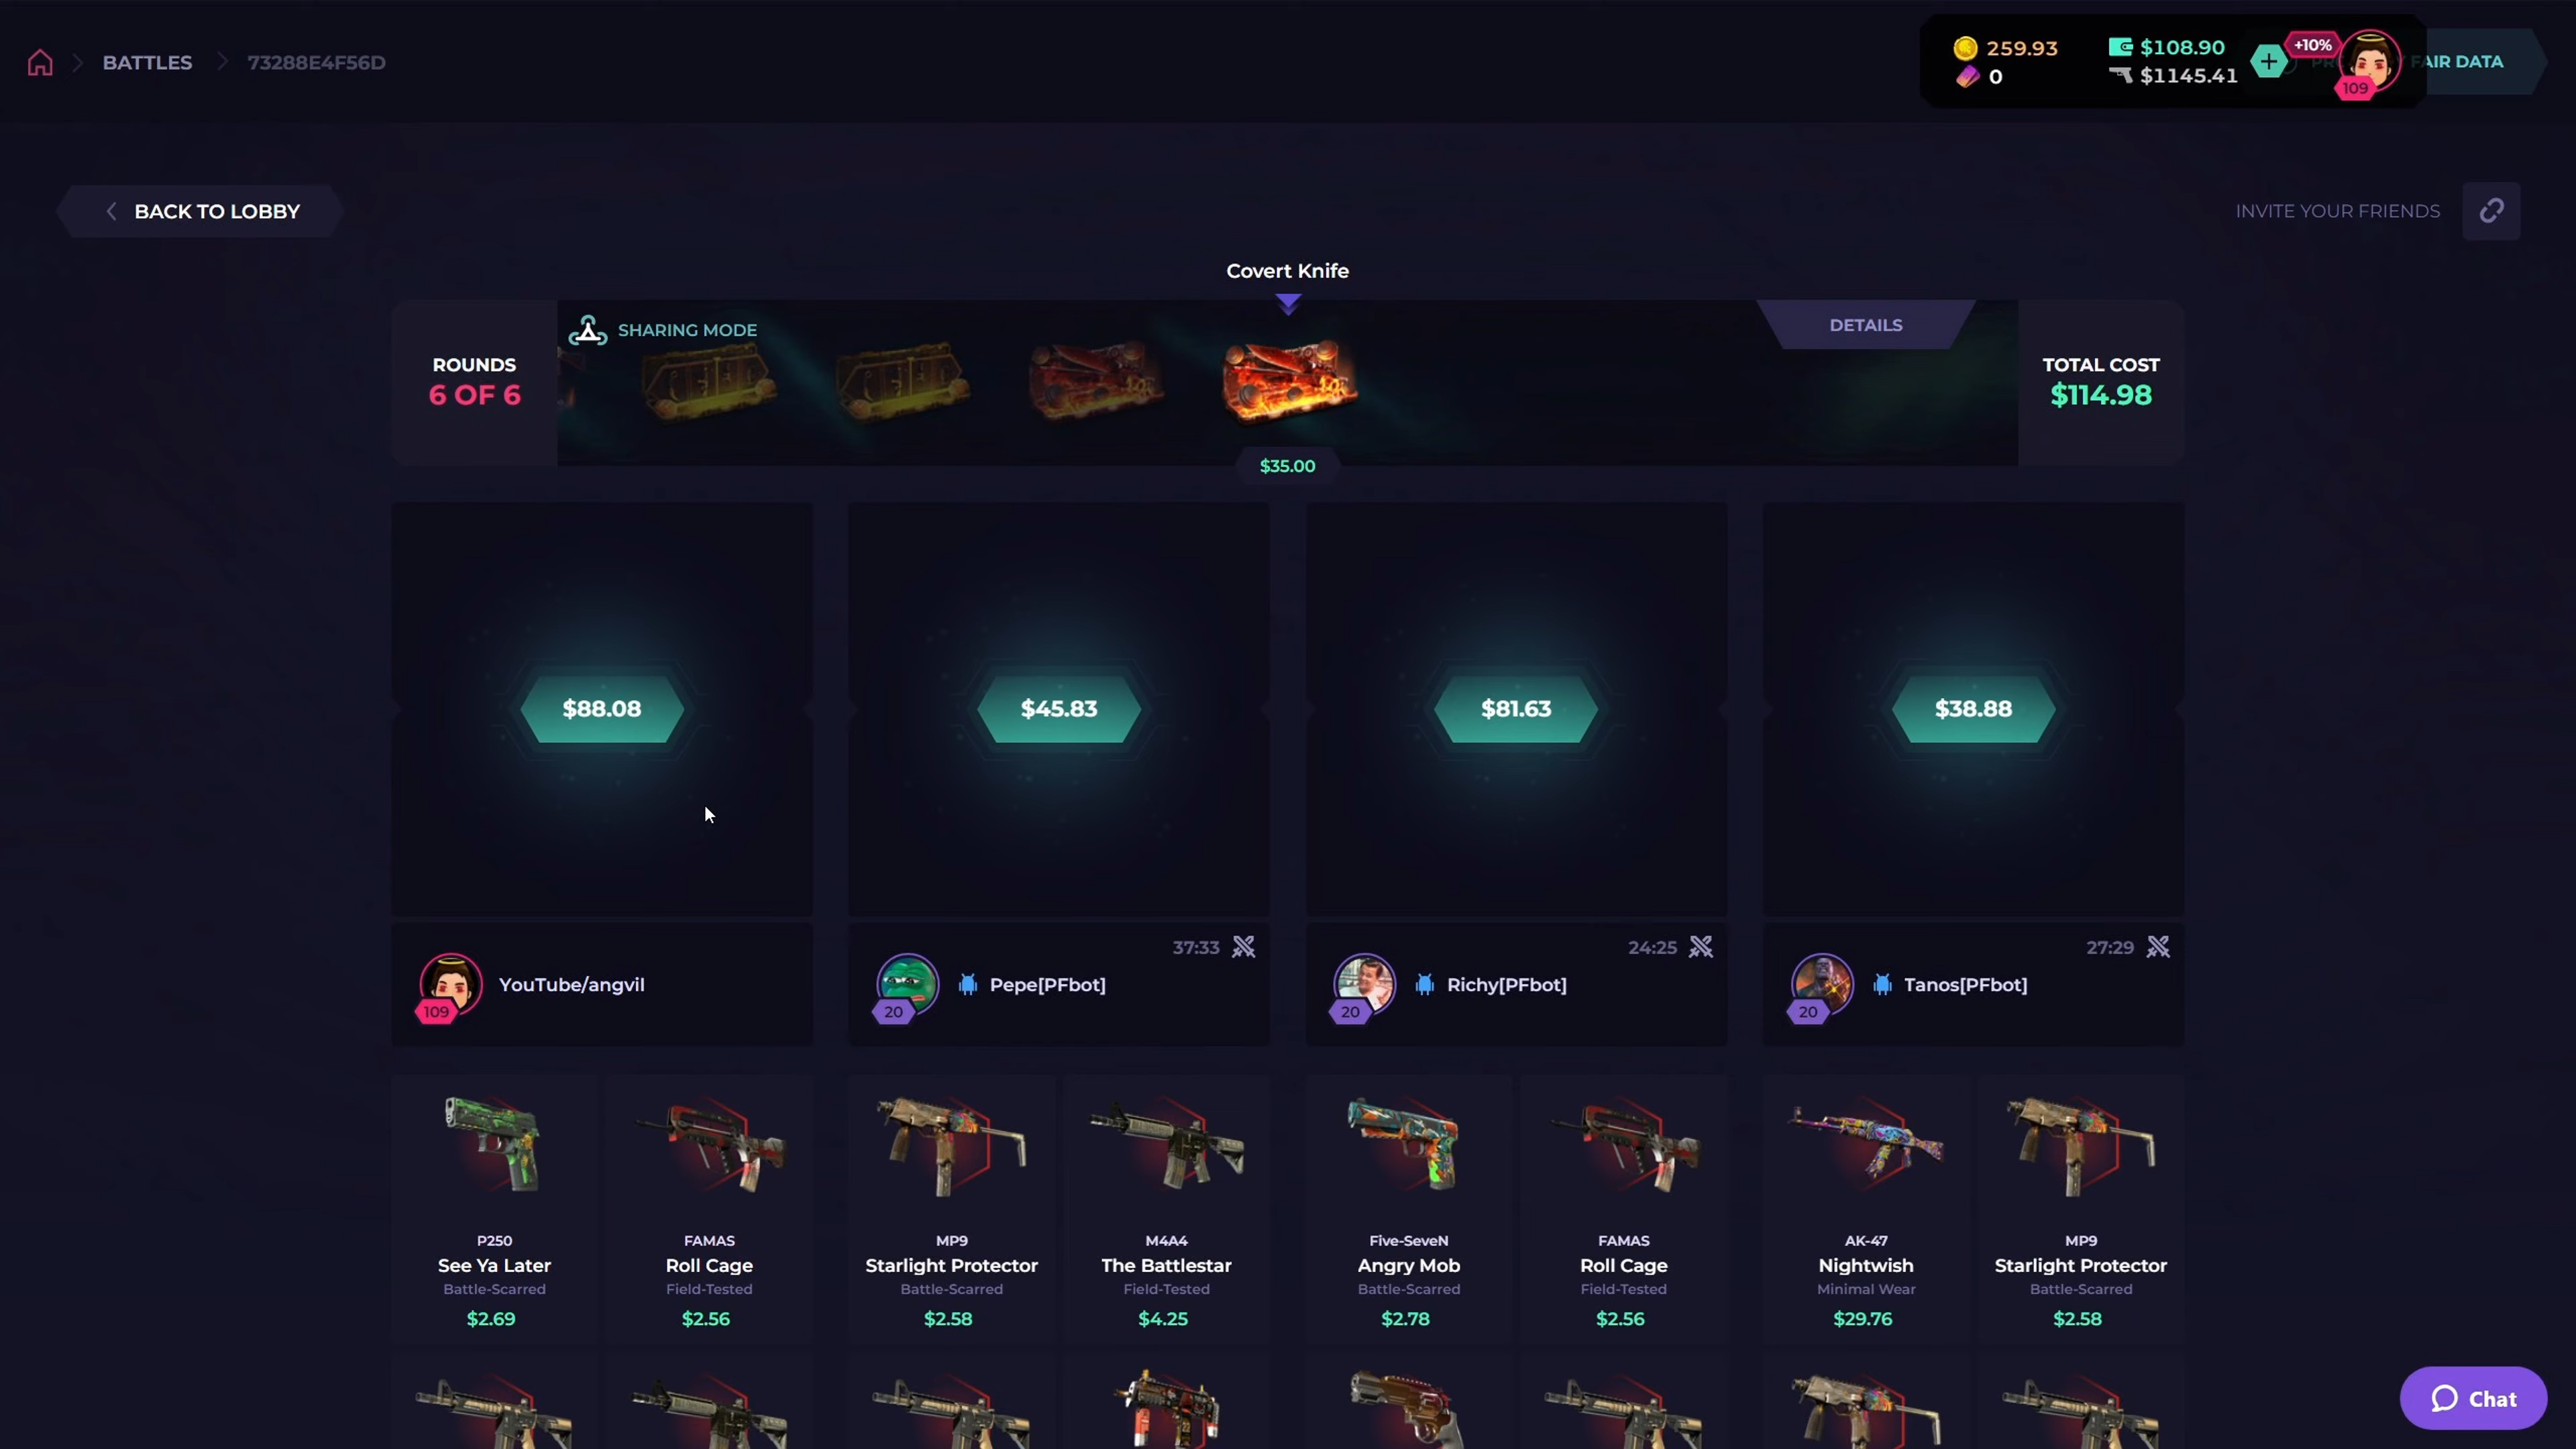 BATTLES
73288E4F56D
259.93
0
$108.90
$1145.41
+10%
109
FAIR DATA
BACK TO LOBBY
INVITE YOUR FRIENDS
Covert Knife
ROUNDS
6 OF 6
SHARING MODE
DETAILS
TOTAL COST
$114.98
$35.00
$88.08
$45.83
$81.63
$38.88
109
YouTube/angvil
37:33
20
Pepe[PFbot]
24:25
20
Richy[PFbot]
27:29
20
Tanos[PFbot]
P250
See Ya Later
Battle-Scarred
$2.69
FAMAS
Roll Cage
Field-Tested
$2.56
MP9
Starlight Protector
Battle-Scarred
$2.58
M4A4
The Battlestar
Field-Tested
$4.25
Five-SeveN
Angry Mob
Battle-Scarred
$2.78
FAMAS
Roll Cage
Field-Tested
$2.56
AK-47
Nightwish
Minimal Wear
$29.76
MP9
Starlight Protector
Battle-Scarred
$2.58
Chat